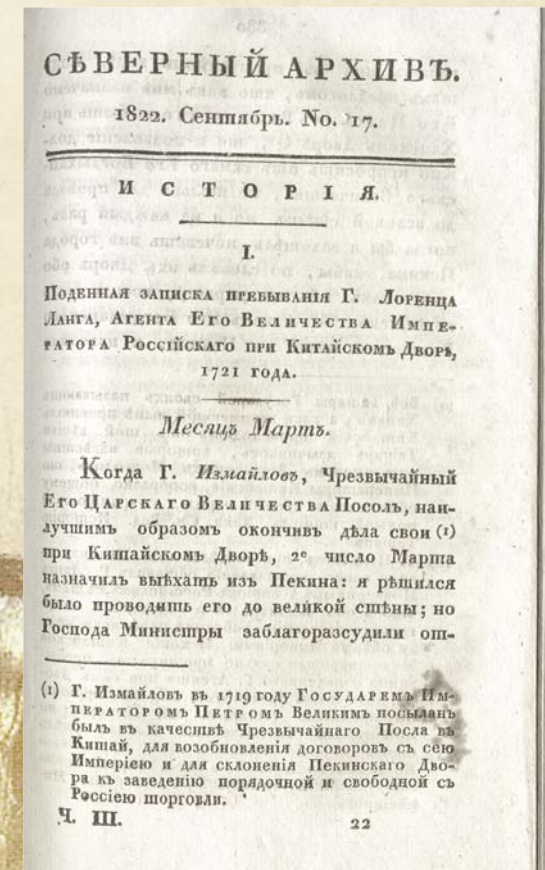 СѢВЕРНЫЙ АРХИВЪ.
1822. Сентябрь. No. 17.
ИСТОРІЯ.
I.
Поденная записка пребыванія Г. Лоренца
Ланга, Агента Его Величества Импе-
ратора Россійскаго при Китайскомъ Дворѣ,
1721 года.
Месяцъ Мартъ.
Когда Г. Измайловъ, Чрезвычайный
Его Царскаго Величества Посолъ, наи-
лучшимъ образомъ окончивъ дѣла свои (1)
при Китайскомъ Дворѣ, 2е число Марта
назначилъ выѣхать изъ Пекина: я рѣшился
было проводить его до великой стѣны; но
Господа Министры заблагоразсудили от-
(1) Г. Измайловъ въ 1719 году Государемъ Им-
ператоромъ Петромъ Великимъ посыланъ
былъ въ качествѣ Чрезвычайнаго Посла въ
Китай, для возобновленія договоровъ съ сею
Имперіею и для склоненія Пекинскаго Дво-
ра къ заведенію порядочной и свободной съ
Россіею торговли.
Ч. III.
22